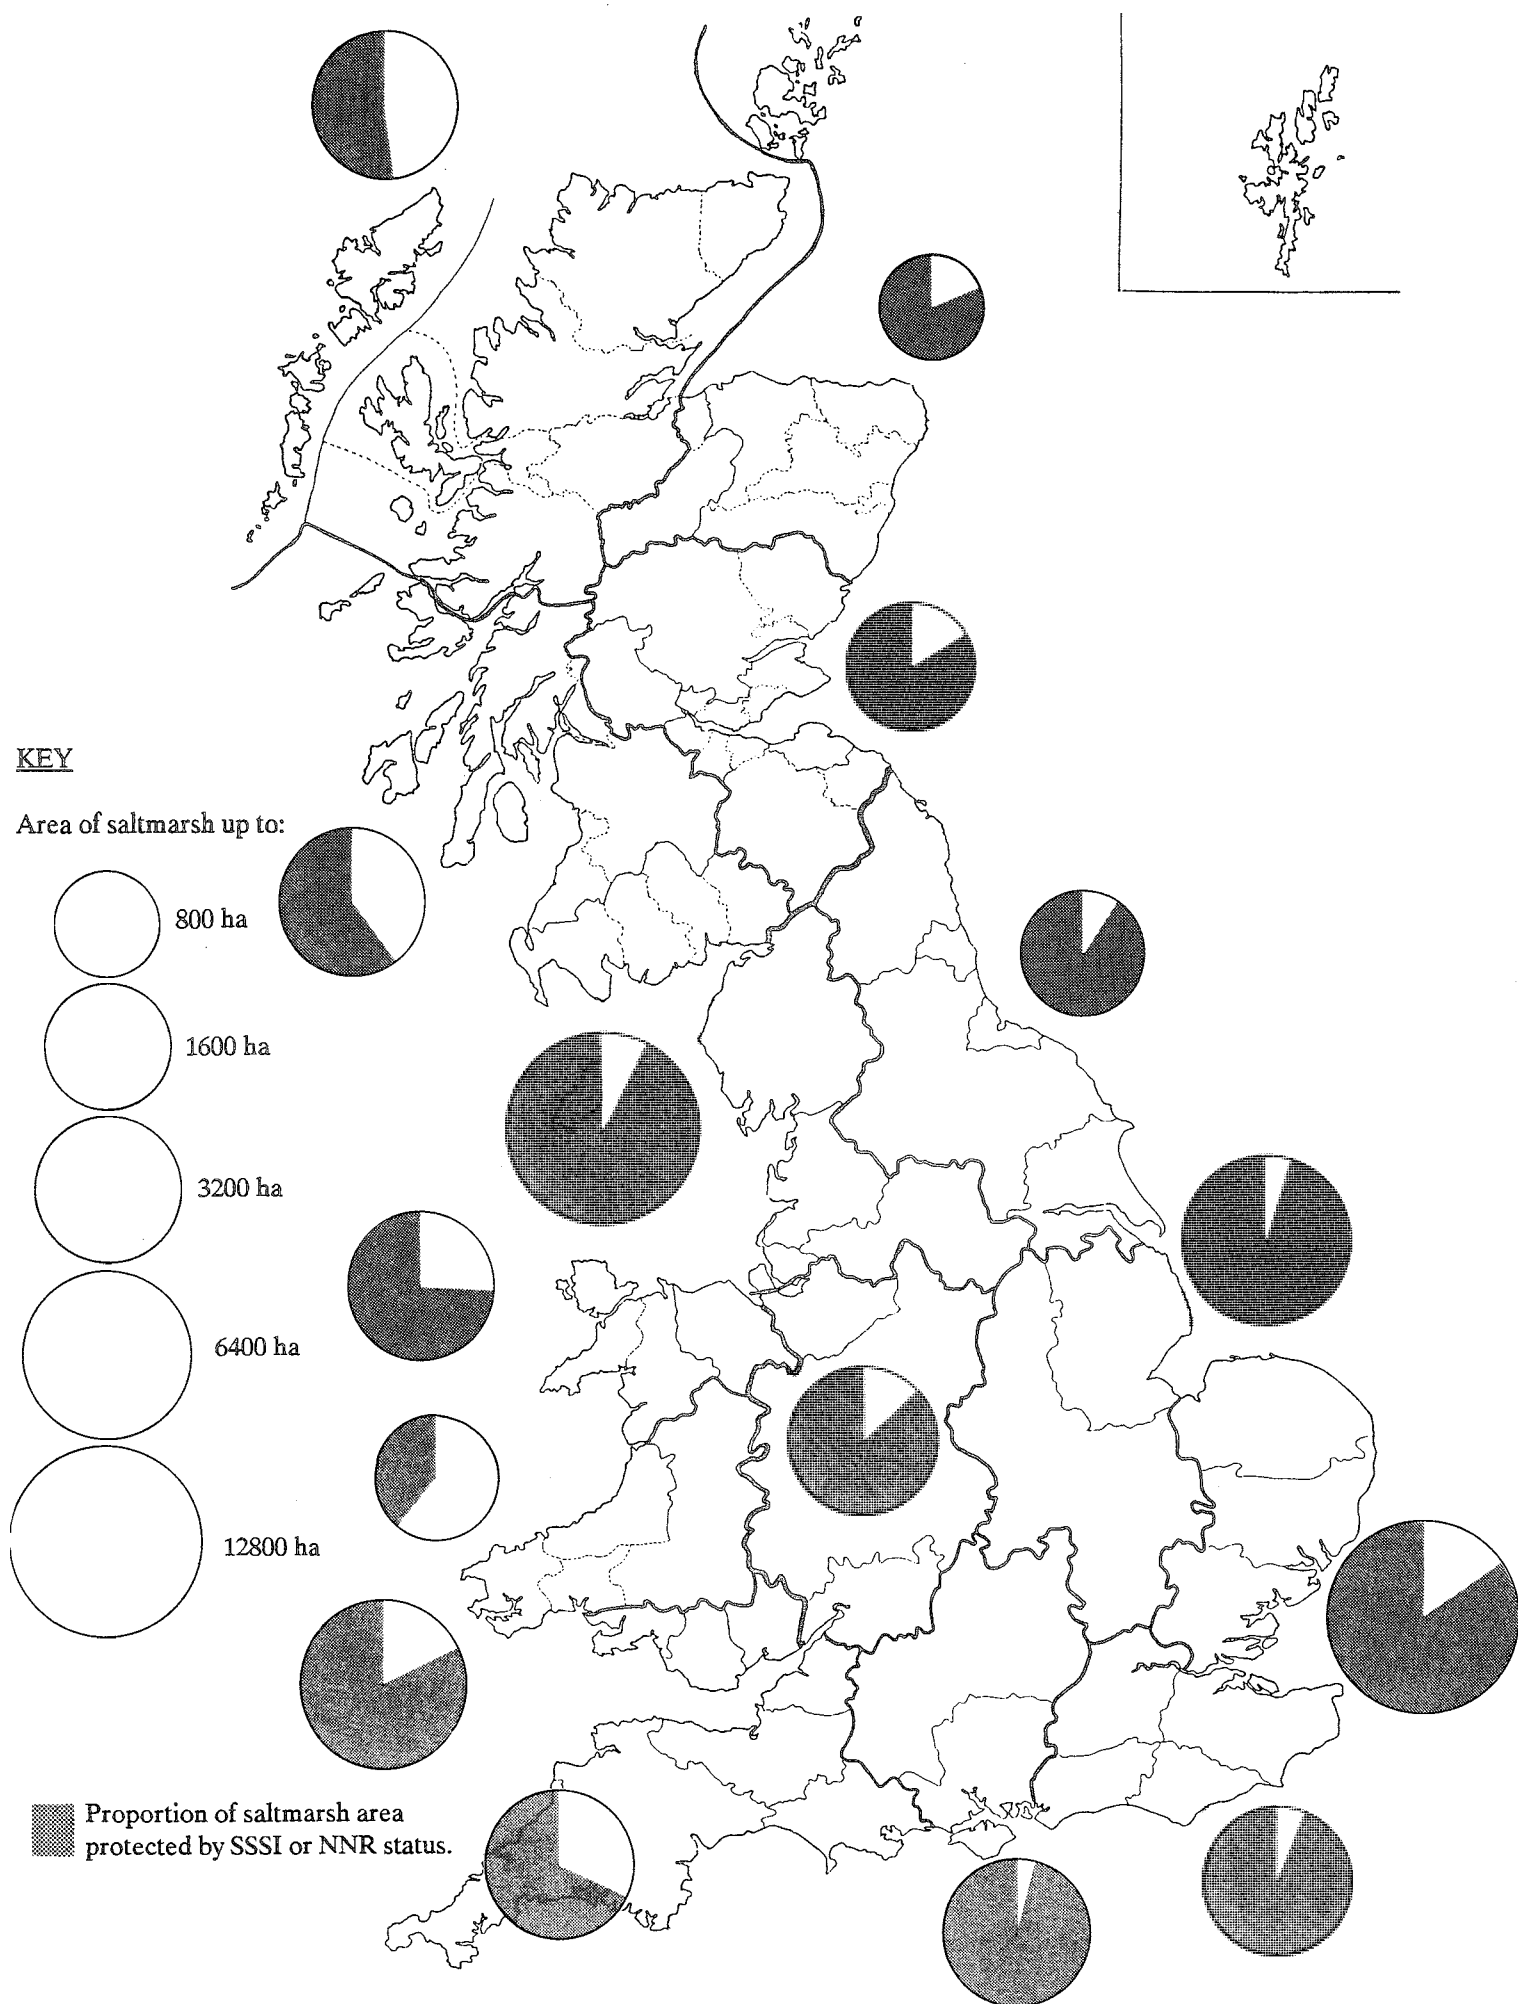 KEY
Area of saltmarsh up to:
800 ha
1600 ha
3200 ha
6400 ha
12800 ha
Proportion of saltmarsh area
protected by SSSI or NNR status.